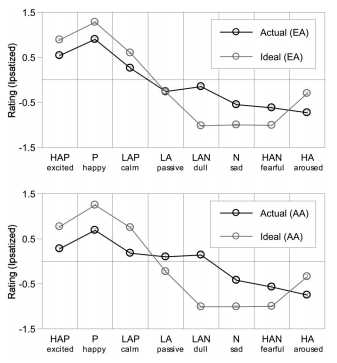 1.5
Actual (EA)
Ideal (EA)
0.5
Rating (Ipsatized)
-0.5
-1.5
HAP P LAP LA LAN N HAN HA
excited happy calm passive dull sad fearful aroused
1.5
Actual (AA)
Ideal (AA)
0.5
Rating (Ipsatized)
-0.5
-1.5
HAP P LAP LA LAN N HAN HA
excited happy calm passive dull sad fearful aroused